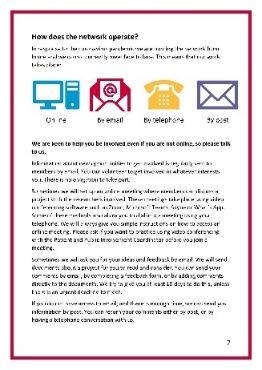 How does the network operate?
In response to the coronavirus pandemic we are running the network from
home and we do not currently meet face to face. This means that our work
takes place:
Online By email By telephone By post
We are keen to help you be involved even if you are not online, so please talk
to us.
Information about new opportunities to get involved is regularly sent to
members by email. You can volunteer to get involved in whatever interests
you. There is no obligation to take part.
Sometimes we will set up an online meeting where members can discuss a
project with the researchers involved. These meetings take place using video
conferencing software such as Zoom, Microsoft Teams, Skype or WhatsApp.
Some of these methods also allow you to dial into a meeting using your
telephone. We will always give you simple instructions on how to access an
online meeting. Please ask if you want to practise using video conferencing
with the Patient and Public Involvement Coordinator before you join a
meeting.
Sometimes we will ask you for your ideas and feedback by email. We will send
documents about a project for you to read and consider. You can send your
comments by email, by completing a feedback form, or by adding comments
directly to the documents. We try to give you at least 10 days to do this, unless
there is an urgent deadline to meet.
If you do not have access to email, and there is enough time, we can send you
information by post. You can return your comments either by post, or by
having a telephone conversation with us.
7